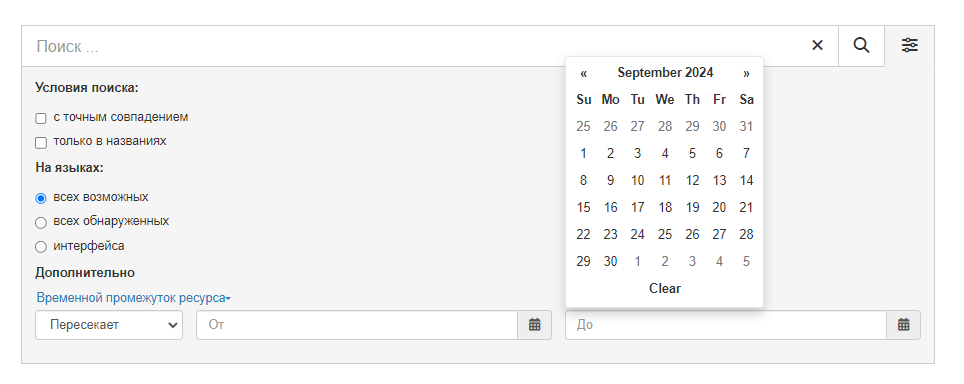 Поиск ...
« September 2024 »
Su Mo Tu We Th Fr Sa
25 26 27 28 29 30 31
1 2 3 4 5 6 7
8 9 10 11 12 13 14
15 16 17 18 19 20 21
22 23 24 25 26 27 28
29 30 1 2 3 4 5
Clear
Условия поиска:
с точным совпадением
только в названиях
На языках:
всех возможных
всех обнаруженных
интерфейса
Дополнительно
Временной промежуток ресурса
Пересекает От До